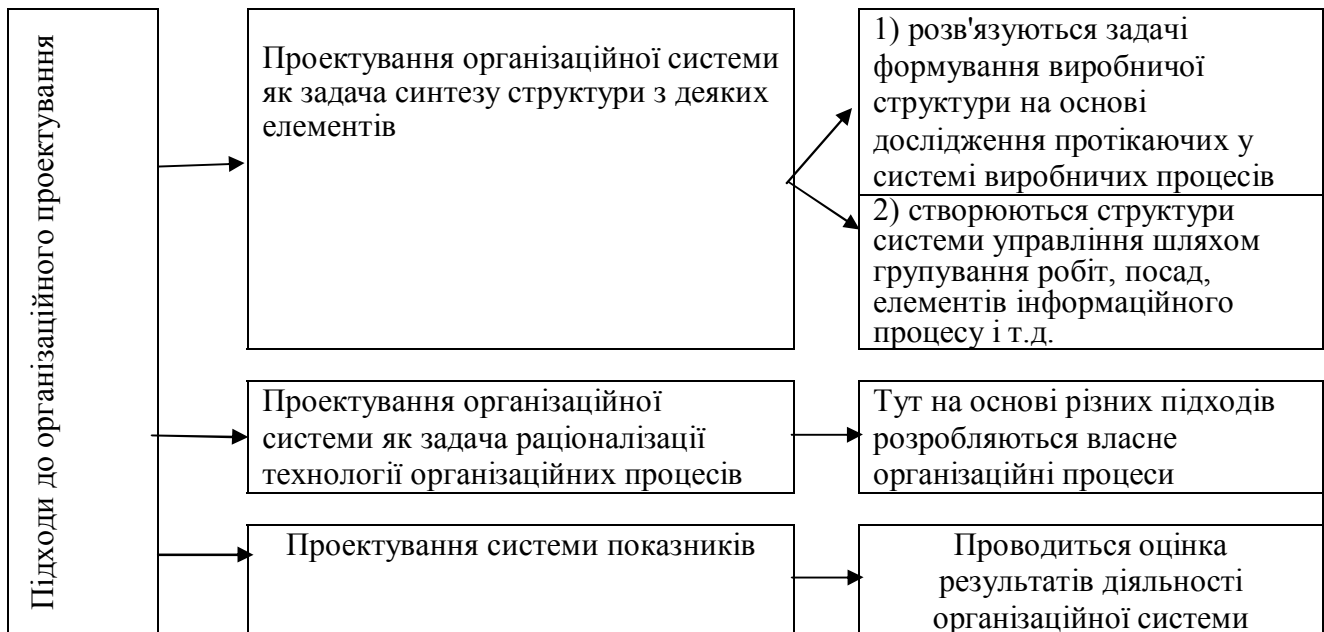 Підходи до організаційного проектування
Проектування організаційної системи
як задача синтезу структури з деяких
елементів
1) розв'язуються задачі
формування виробничої
структури на основі
дослідження протікаючих у
системі виробничих процесів
2) створюються структури
системи управління шляхом
групування робіт, посад,
елементів інформаційного
процесу і т.д.
Проектування організаційної
системи як задача раціоналізації
технології організаційних процесів
Тут на основі різних підходів
розробляються власне
організаційні процеси
Проектування системи показників
Проводиться оцінка
результатів діяльності
організаційної системи